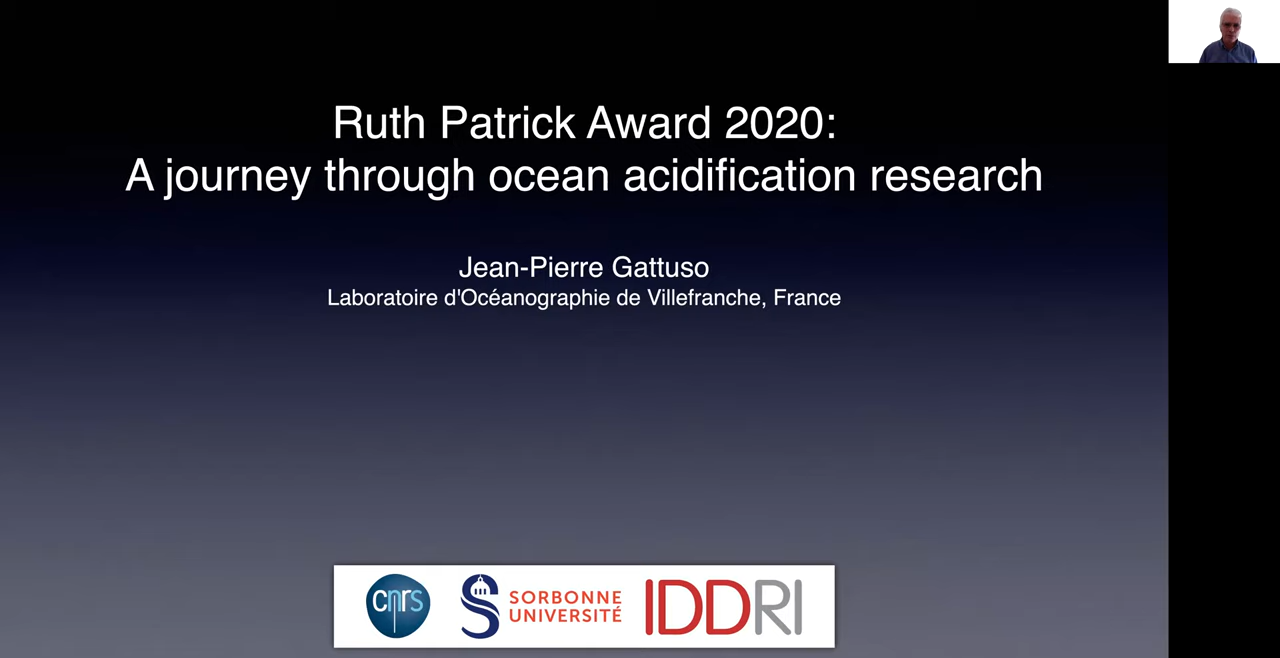 Ruth Patrick Award 2020:
A journey through ocean acidification research
Jean-Pierre Gattuso
Laboratoire d'Océanographie de Villefranche, France
cnrs
SORBONNE
UNIVERSITÉ
IDDRI